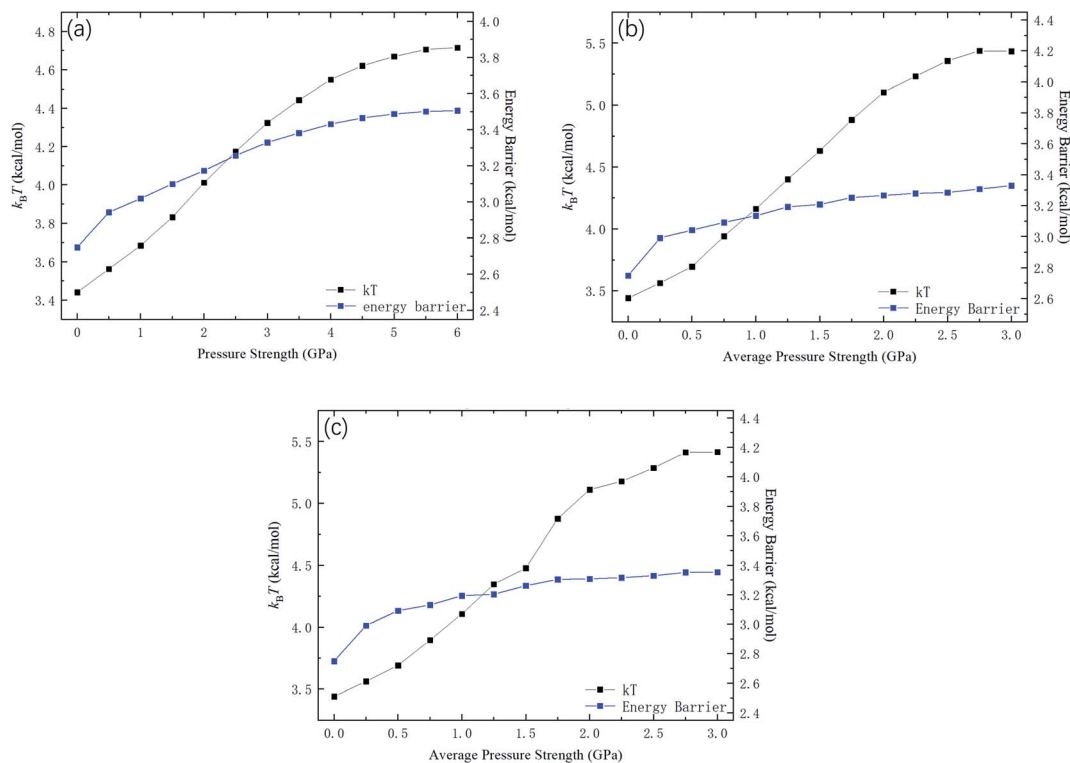 (a)
4.8
4.6
4.4
4.2
4.0
3.8
3.6
3.4
kBT (kcal/mol)
4.0
3.8
3.6
3.4
3.2
3.0
2.8
2.6
2.4
Energy Barrier (kcal/mol)
kT
energy barrier
0 1 2 3 4 5 6
Pressure Strength (GPa)
(b)
5.5
5.0
4.5
4.0
3.5
kBT (kcal/mol)
4.4
4.2
4.0
3.8
3.6
3.4
3.2
3.0
2.8
2.6
Energy Barrier (kcal/mol)
kT
Energy Barrier
0.0 0.5 1.0 1.5 2.0 2.5 3.0
Average Pressure Strength (GPa)
(c)
5.5
5.0
4.5
4.0
3.5
kBT (kcal/mol)
4.4
4.2
4.0
3.8
3.6
3.4
3.2
3.0
2.8
2.6
2.4
Energy Barrier (kcal/mol)
kT
Energy Barrier
0.0 0.5 1.0 1.5 2.0 2.5 3.0
Average Pressure Strength (GPa)